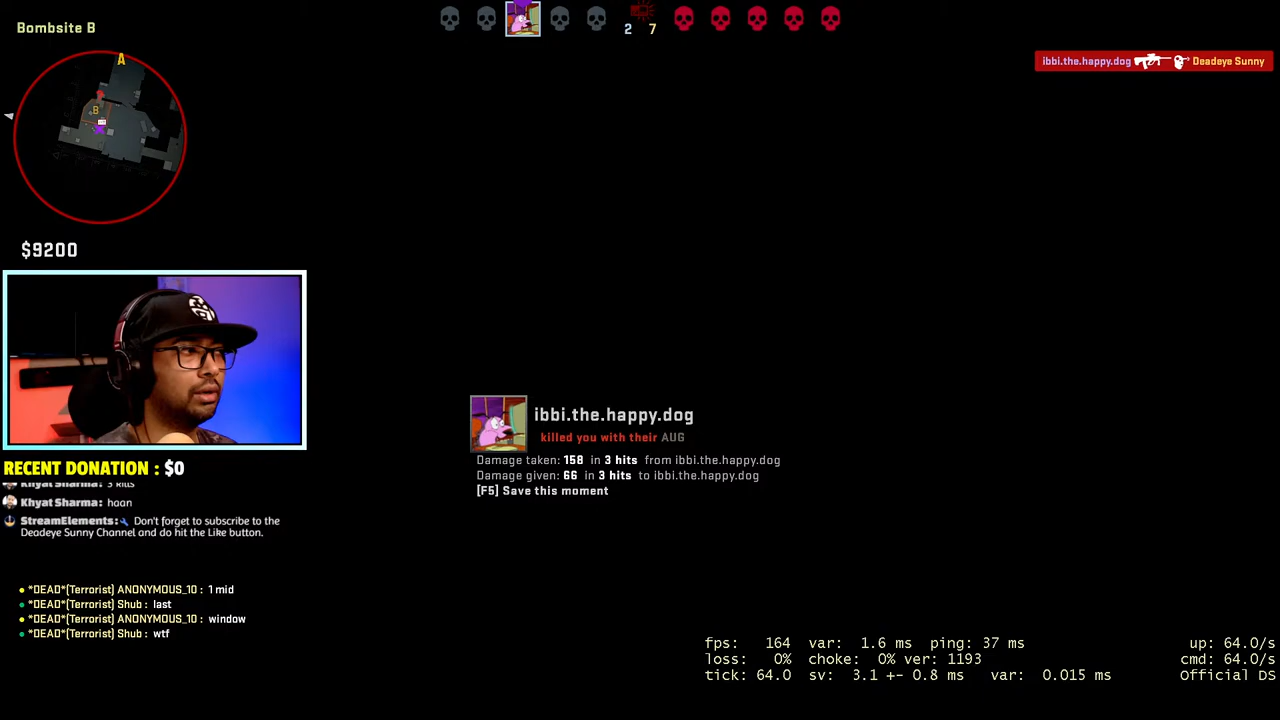 Bombsite B
2 7
A
ibbi.the.happy.dog Deadeye Sunny
B
$9200
ibbi.the.happy.dog
killed you with their AUG
Damage taken: 158 in 3 hits from ibbi.the.happy.dog
Damage given: 66 in 3 hits to ibbi.the.happy.dog
[F5] Save this moment
RECENT DONATION : $0
Khyat Sharma: 3 kills
Khyat Sharma: haan
StreamElements: Don't forget to subscribe to the
Deadeye Sunny Channel and do hit the Like button.
*DEAD*(Terrorist) ANONYMOUS_10 : 1 mid
*DEAD*(Terrorist) Shub : last
*DEAD*(Terrorist) ANONYMOUS_10 : window
*DEAD*(Terrorist) Shub : wtf
fps: 164 var: 1.6 ms ping: 37 ms up: 64.0/s
loss: 0% choke: 0% ver: 1193 cmd: 64.0/s
tick: 64.0 sv: 3.1 +- 0.8 ms var: 0.015 ms Official DS